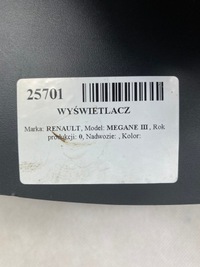 25701
WYŚWIETLACZ
Marka: RENAULT, Model: MEGANE III, Rok
produkcji: 0, Nadwozie: , Kolor: